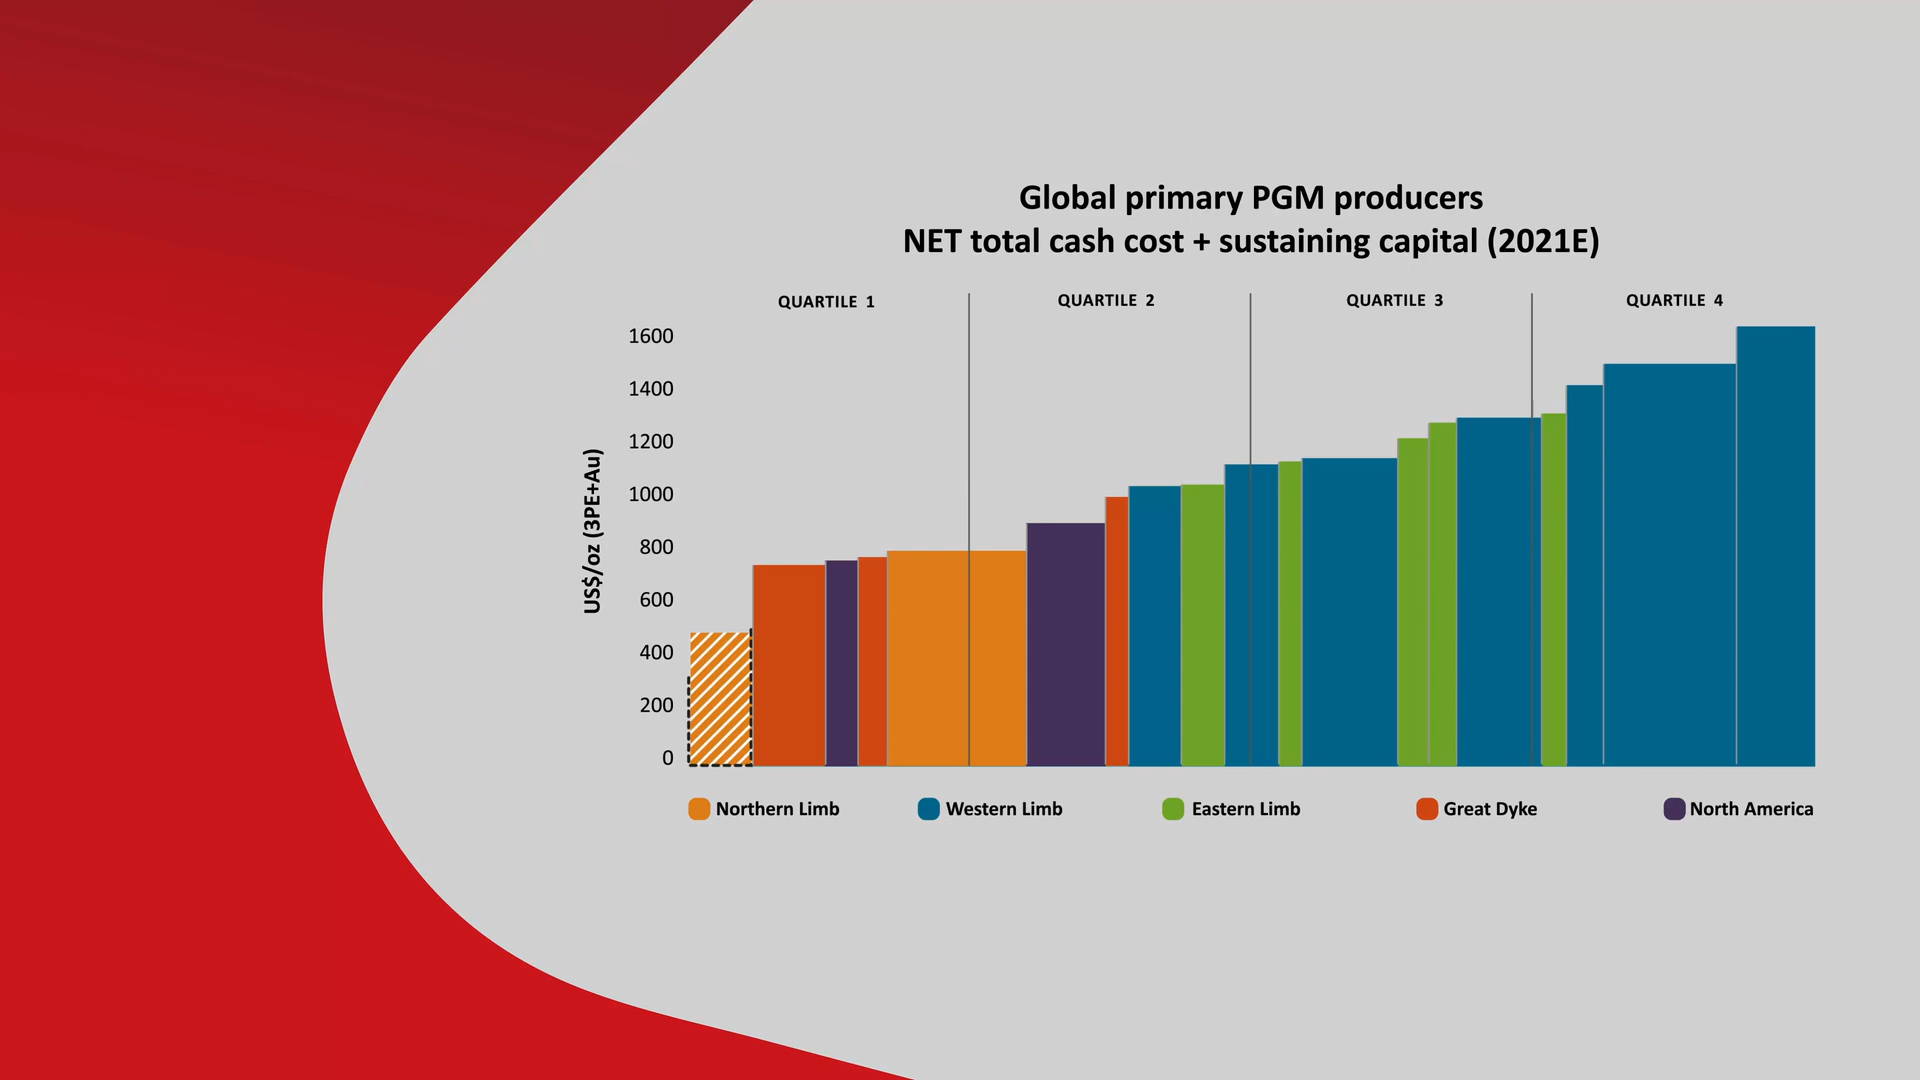 Global primary PGM producers
NET total cash cost + sustaining capital (2021E)
QUARTILE 1
QUARTILE 2
QUARTILE 3
QUARTILE 4
US$/oz (3PE+Au)
1600
1400
1200
1000
800
600
400
200
0
Northern Limb
Western Limb
Eastern Limb
Great Dyke
North America